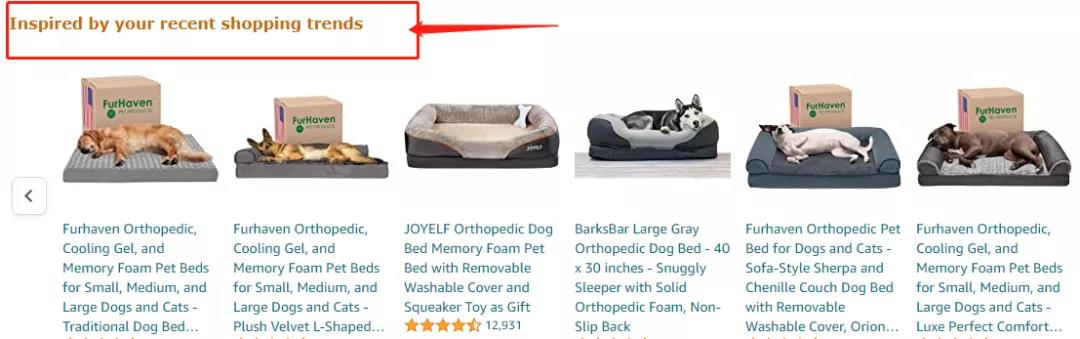 Inspired by your recent shopping trends
FurHaven
PET PRODUCTS
FurHaven
PET PRODUCTS
JOYELF
FurHaven
PET PRODUCTS
FurHaven
PET PRODUCTS
Furhaven Orthopedic,
Cooling Gel, and
Memory Foam Pet Beds
for Small, Medium, and
Large Dogs and Cats -
Traditional Dog Bed...
Furhaven Orthopedic,
Cooling Gel, and
Memory Foam Pet Beds
for Small, Medium, and
Large Dogs and Cats -
Plush Velvet L-Shaped...
JOYELF Orthopedic Dog
Bed Memory Foam Pet
Bed with Removable
Washable Cover and
Squeaker Toy as Gift
12,931
BarksBar Large Gray
Orthopedic Dog Bed - 40
x 30 inches - Snuggly
Sleeper with Solid
Orthopedic Foam, Non-
Slip Back
Furhaven Orthopedic Pet
Bed for Dogs and Cats -
Sofa-Style Sherpa and
Chenille Couch Dog Bed
with Removable
Washable Cover, Orion...
Furhaven Orthopedic,
Cooling Gel, and
Memory Foam Pet Beds
for Small, Medium, and
Large Dogs and Cats -
Luxe Perfect Comfort...